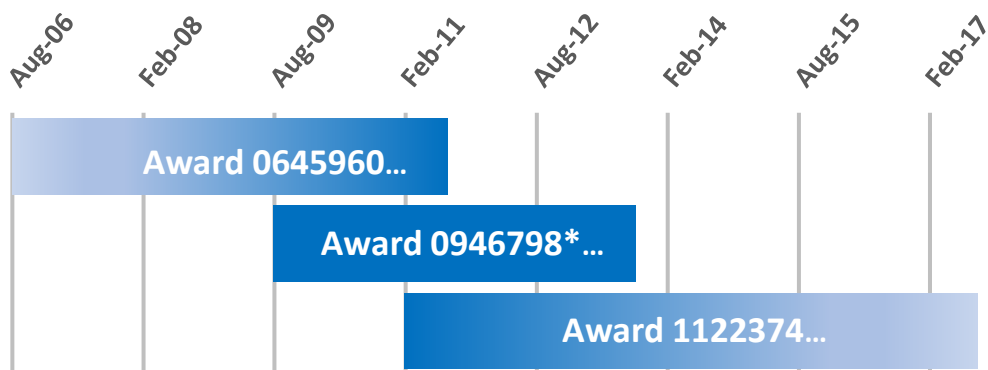 Aug-06
Feb-08
Aug-09
Feb-11
Aug-12
Feb-14
Aug-15
Feb-17
Award 0645960…
Award 0946798*…
Award 1122374…